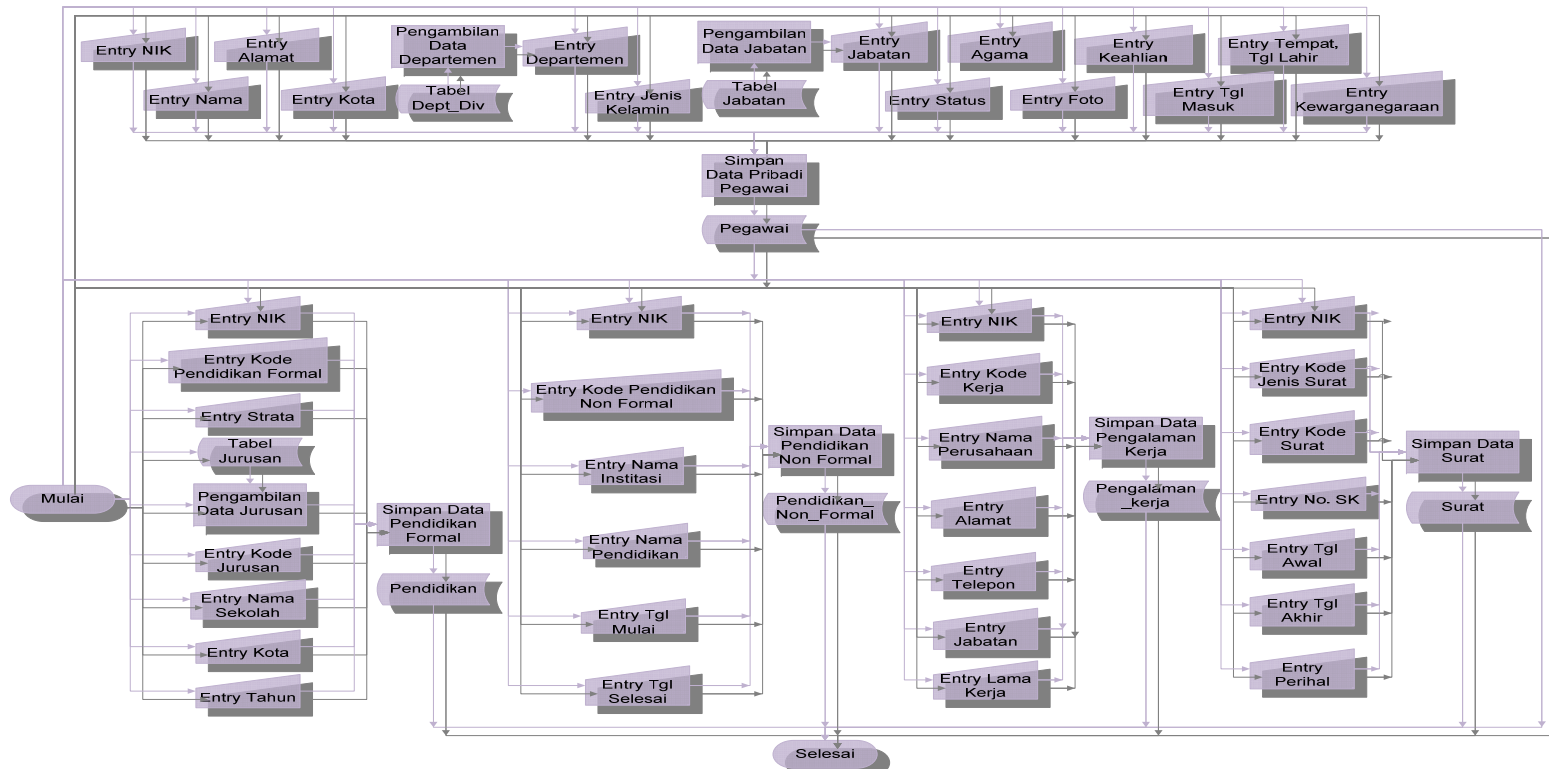 Entry NIK
Entry
Alamat
Pengambilan
Data
Departemen
Entry
Departemen
Pengambilan
Data Jabatan
Entry
Jabatan
Entry
Agama
Entry
Keahlian
Entry Tempat,
Tgl Lahir
Entry Nama
Entry Kota
Tabel
Dept_Div
Entry Jenis
Kelamin
Tabel
Jabatan
Entry Status
Entry Foto
Entry Tgl
Masuk
Entry
Kewarganegaraan
Simpan
Data Pribadi
Pegawai
Pegawai
Mulai
Entry NIK
Entry Kode
Pendidikan Formal
Entry Strata
Tabel
Jurusan
Pengambilan
Data Jurusan
Entry Kode
Jurusan
Entry Nama
Sekolah
Entry Kota
Entry Tahun
Simpan Data
Pendidikan
Formal
Pendidikan
Entry NIK
Entry Kode Pendidikan
Non Formal
Entry Nama
Institasi
Entry Nama
Pendidikan
Entry Tgl
Mulai
Entry Tgl
Selesai
Simpan Data
Pendidikan
Non Formal
Pendidikan_
Non_Formal
Entry NIK
Entry Kode
Kerja
Entry Nama
Perusahaan
Entry
Alamat
Entry
Telepon
Entry
Jabatan
Entry Lama
Kerja
Simpan Data
Pengalaman
Kerja
Pengalaman
_kerja
Entry NIK
Entry Kode
Jenis Surat
Entry Kode
Surat
Entry No. SK
Entry Tgl
Awal
Entry Tgl
Akhir
Entry
Perihal
Simpan Data
Surat
Surat
Selesai